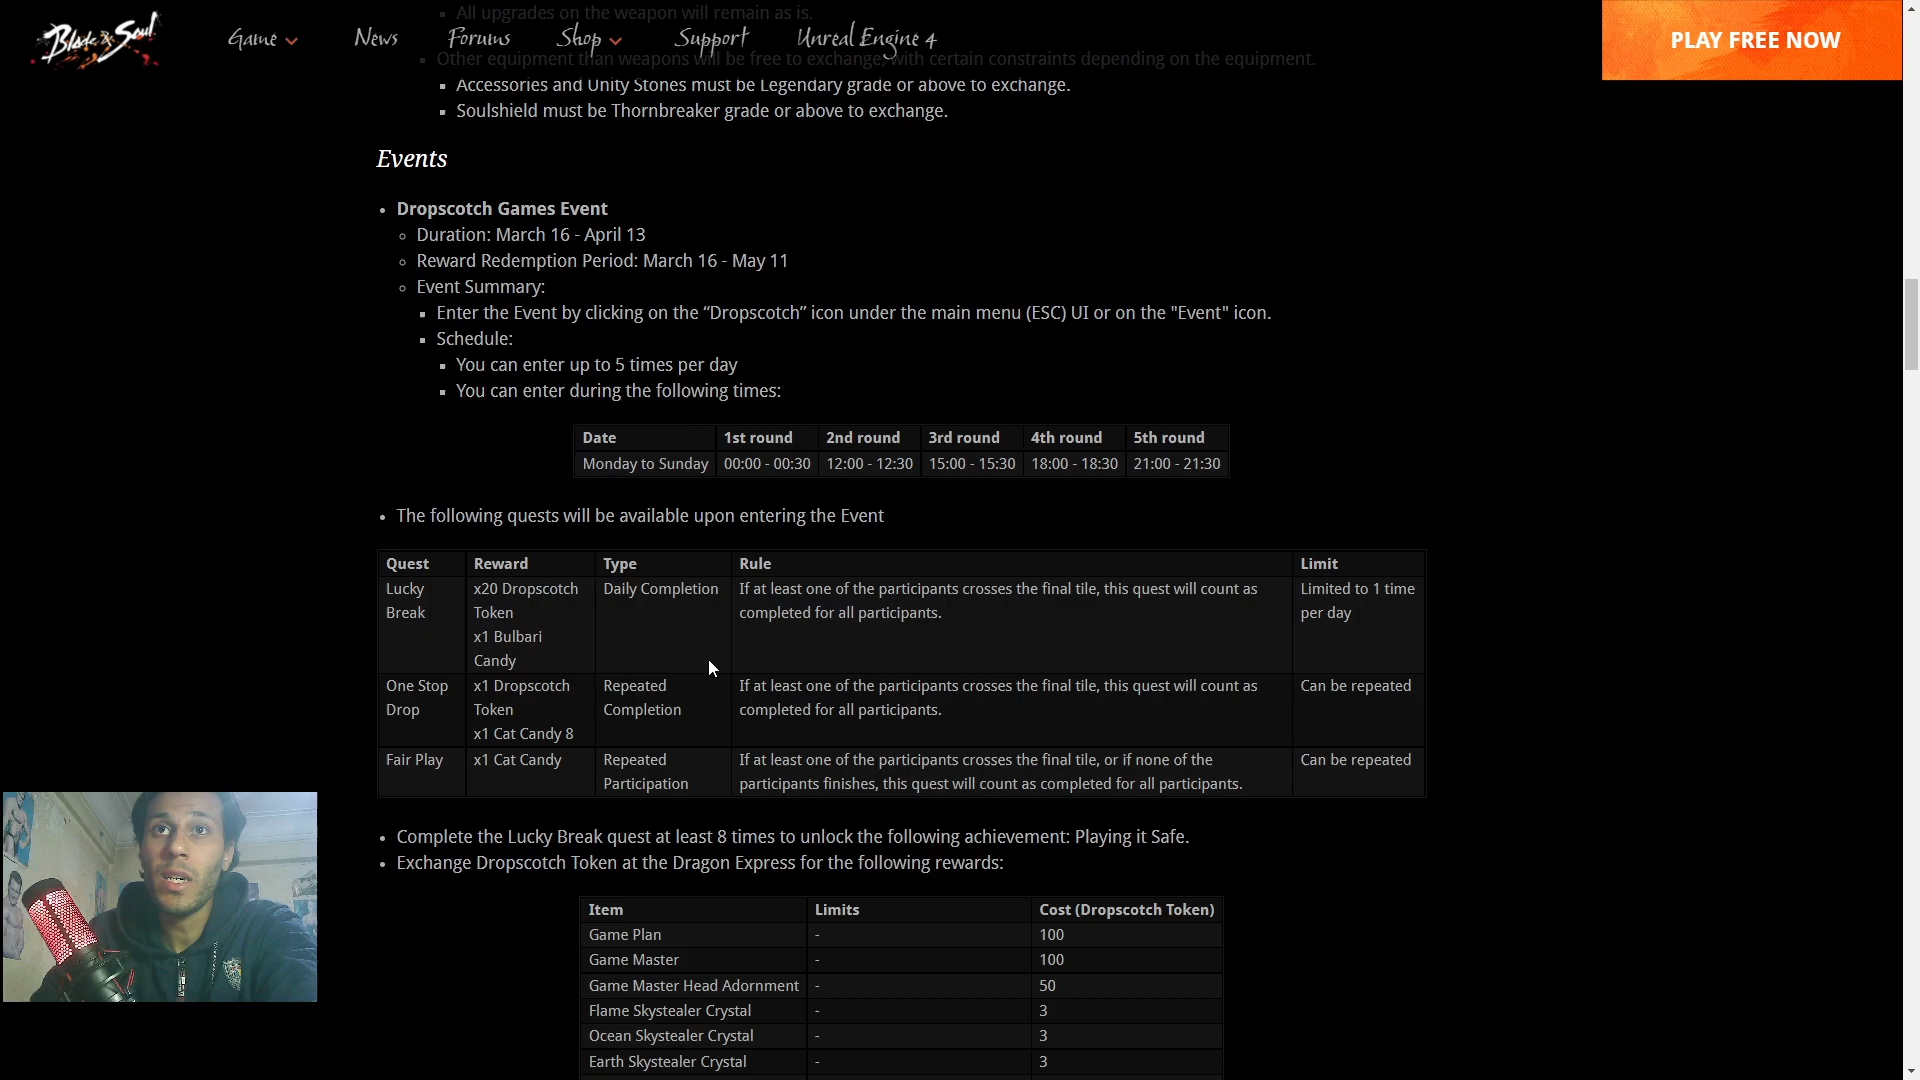 All upgrades on the weapon will remain as is.
Blade & Soul
Game
News
Forums
Shop
Support
Unreal Engine 4
PLAY FREE NOW
Other equipment than weapons will be free to exchange, with certain constraints depending on the equipment.
Accessories and Unity Stones must be Legendary grade or above to exchange.
Soulshield must be Thornbreaker grade or above to exchange.
Events
Dropscotch Games Event
Duration: March 16 - April 13
Reward Redemption Period: March 16 - May 11
Event Summary:
Enter the Event by clicking on the “Dropscotch” icon under the main menu (ESC) UI or on the "Event" icon.
Schedule:
You can enter up to 5 times per day
You can enter during the following times:
Date 1st round 2nd round 3rd round 4th round 5th round
Monday to Sunday 00:00 - 00:30 12:00 - 12:30 15:00 - 15:30 18:00 - 18:30 21:00 - 21:30
The following quests will be available upon entering the Event
Quest Reward Type Rule Limit
Lucky x20 Dropscotch Daily Completion If at least one of the participants crosses the final tile, this quest will count as Limited to 1 time
Break Token completed for all participants. per day
x1 Bulbari
Candy
One Stop x1 Dropscotch Repeated If at least one of the participants crosses the final tile, this quest will count as Can be repeated
Drop Token Completion completed for all participants.
x1 Cat Candy 8
Fair Play x1 Cat Candy Repeated If at least one of the participants crosses the final tile, or if none of the Can be repeated
Participation participants finishes, this quest will count as completed for all participants.
Complete the Lucky Break quest at least 8 times to unlock the following achievement: Playing it Safe.
Exchange Dropscotch Token at the Dragon Express for the following rewards:
Item Limits Cost (Dropscotch Token)
Game Plan - 100
Game Master - 100
Game Master Head Adornment - 50
Flame Skystealer Crystal - 3
Ocean Skystealer Crystal - 3
Earth Skystealer Crystal - 3